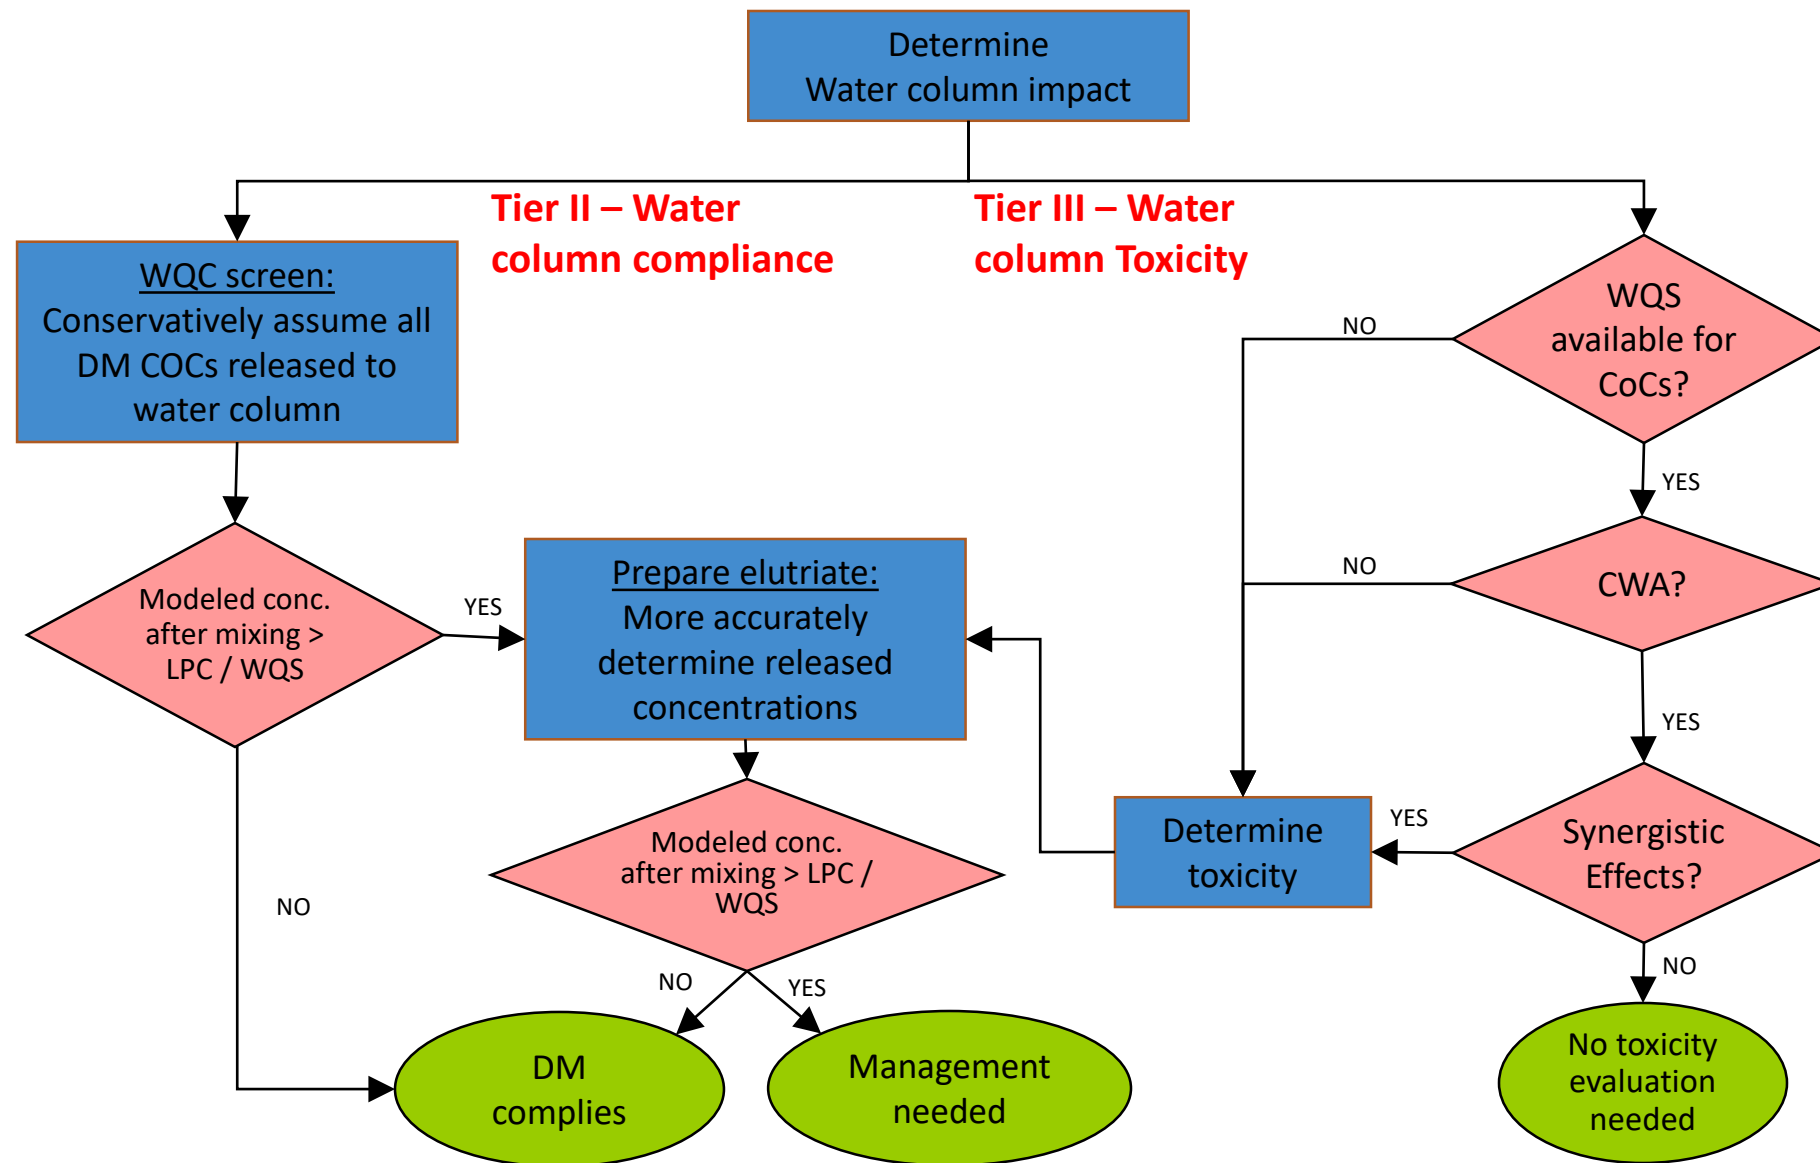 Determine
Water column impact
Tier II – Water
column compliance
Tier III – Water
column Toxicity
WQC screen:
Conservatively assume all
DM COCs released to
water column
WQS
available for
CoCs?
NO
YES
Modeled conc.
after mixing >
LPC / WQS
YES
NO
Prepare elutriate:
More accurately
determine released
concentrations
CWA?
NO
YES
Modeled conc.
after mixing > LPC /
WQS
NO
YES
Determine
toxicity
YES
Synergistic
Effects?
NO
DM
complies
Management
needed
No toxicity
evaluation
needed